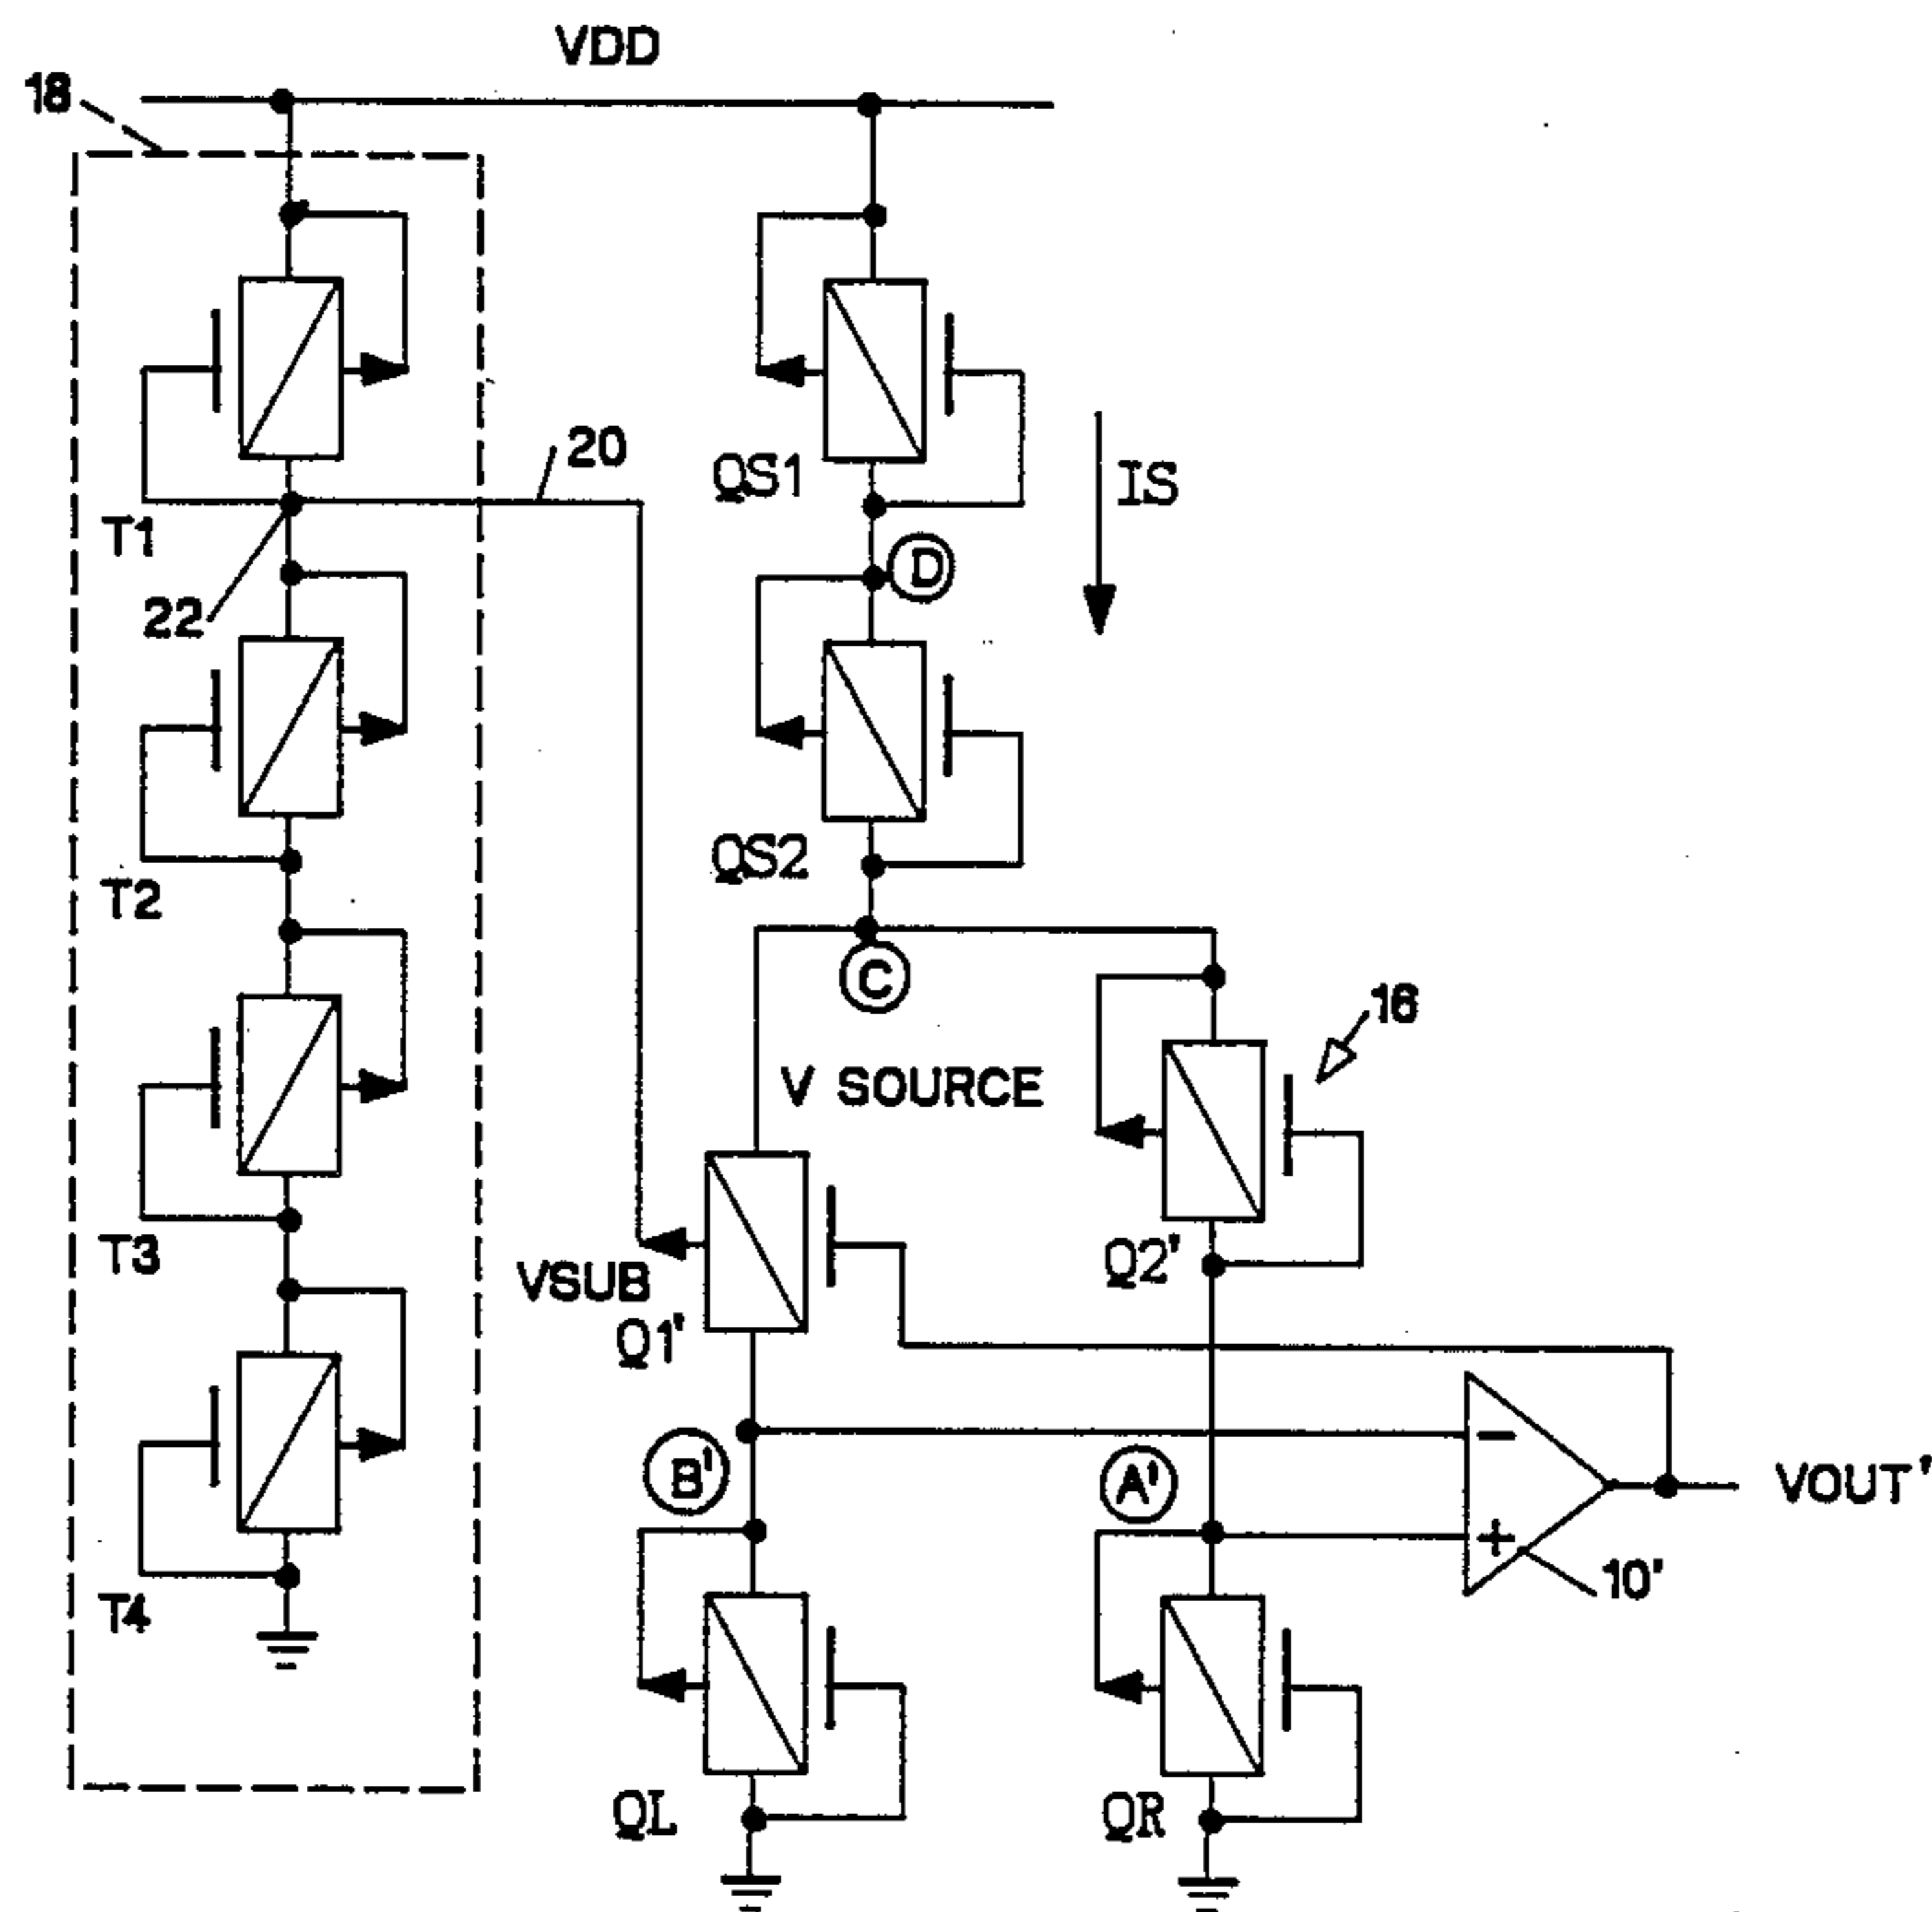 VDD
18
20
QS1
IS
T1
D
22
QS2
T2
C
16
V SOURCE
Q2'
T3
VSUB
Q1'
B'
A'
-
+
VOUT'
10'
T4
QL
QR